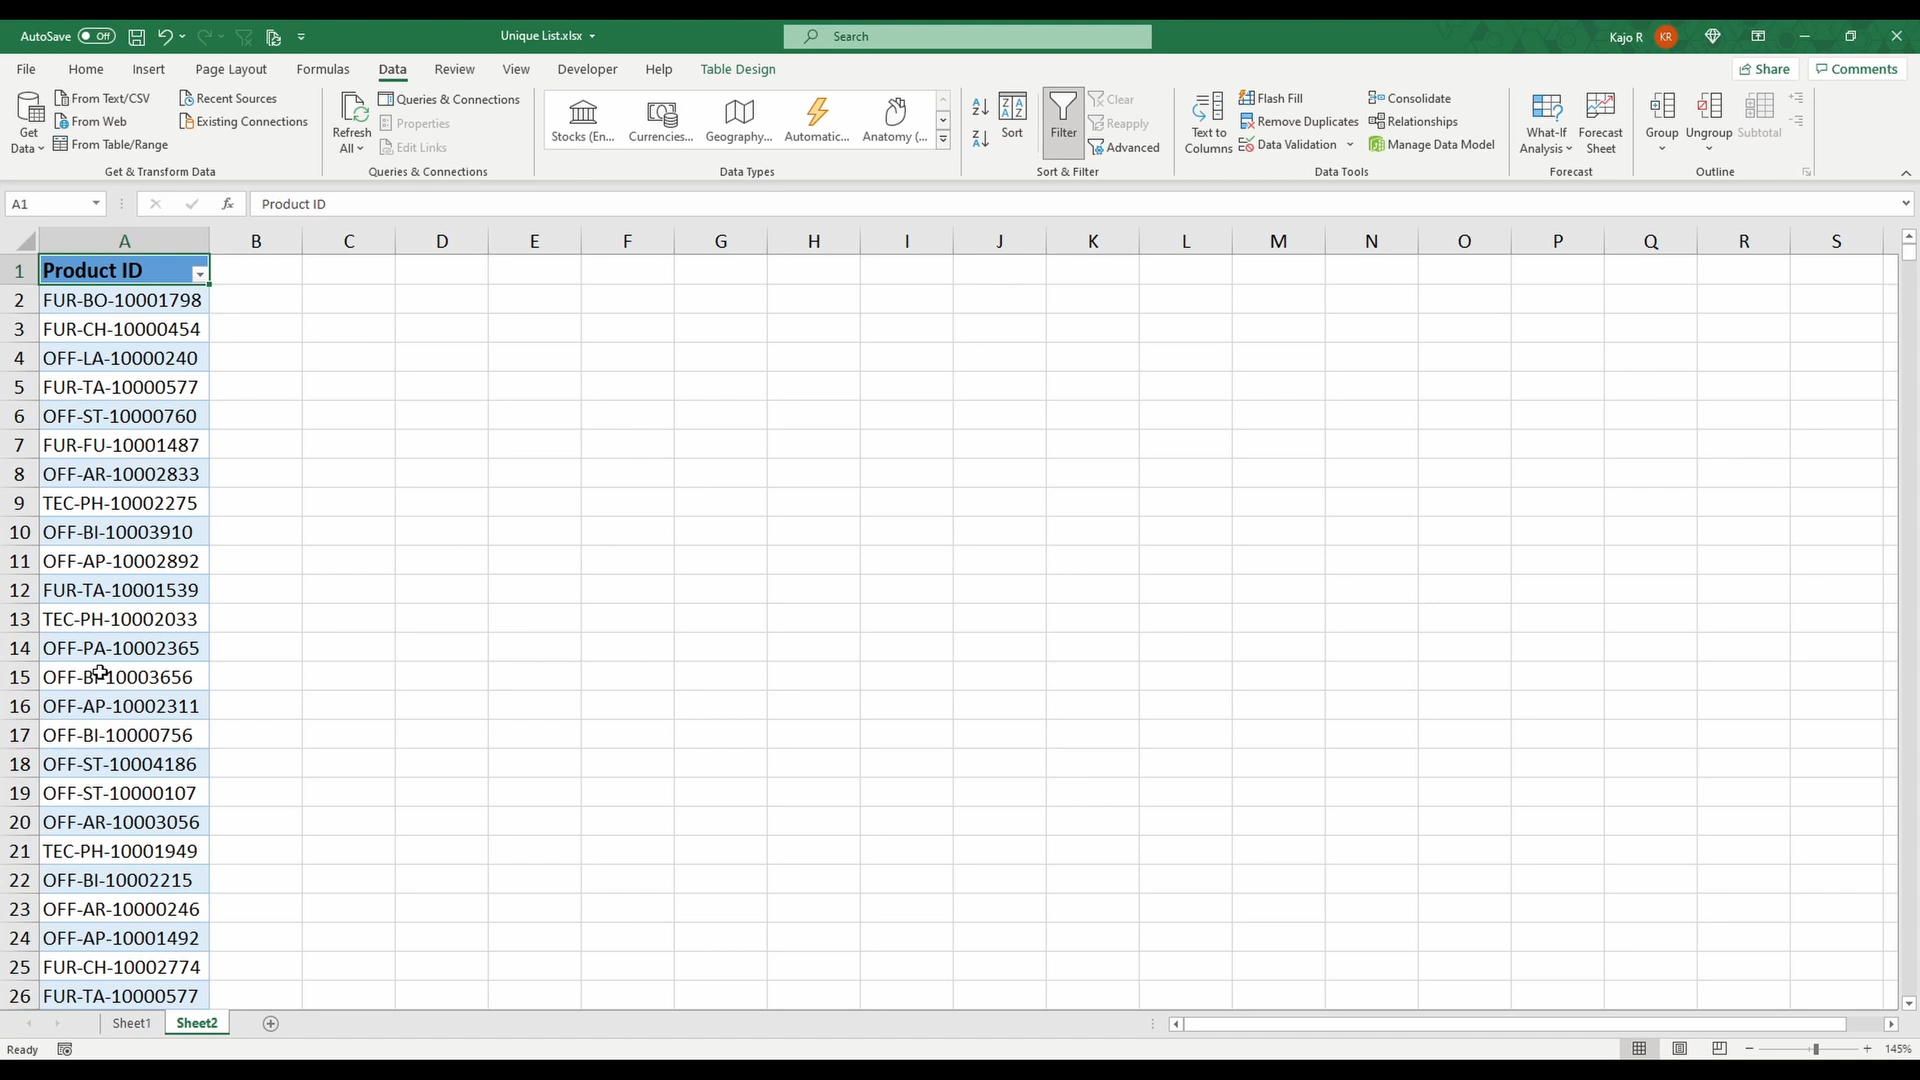 AutoSave Off Unique List.xlsx Search Kajo R KR
File Home Insert Page Layout Formulas Data Review View Developer Help Table Design Share Comments
Get Data
From Text/CSV
From Web
From Table/Range
Recent Sources
Existing Connections
Get & Transform Data
Refresh All
Queries & Connections
Properties
Edit Links
Queries & Connections
Stocks (En...
Currencies...
Geography...
Automatic...
Anatomy (...
Data Types
Sort
Filter
Clear
Reapply
Advanced
Sort & Filter
Text to Columns
Flash Fill
Remove Duplicates
Data Validation
Consolidate
Relationships
Manage Data Model
Data Tools
What-If Analysis
Forecast Sheet
Forecast
Group
Ungroup
Subtotal
Outline
A1 fx Product ID
A B C D E F G H I J K L M N O P Q R S
1 Product ID
2 FUR-BO-10001798
3 FUR-CH-10000454
4 OFF-LA-10000240
5 FUR-TA-10000577
6 OFF-ST-10000760
7 FUR-FU-10001487
8 OFF-AR-10002833
9 TEC-PH-10002275
10 OFF-BI-10003910
11 OFF-AP-10002892
12 FUR-TA-10001539
13 TEC-PH-10002033
14 OFF-PA-10002365
15 OFF-BI-10003656
16 OFF-AP-10002311
17 OFF-BI-10000756
18 OFF-ST-10004186
19 OFF-ST-10000107
20 OFF-AR-10003056
21 TEC-PH-10001949
22 OFF-BI-10002215
23 OFF-AR-10000246
24 OFF-AP-10001492
25 FUR-CH-10002774
26 FUR-TA-10000577
Sheet1 Sheet2
Ready 145%